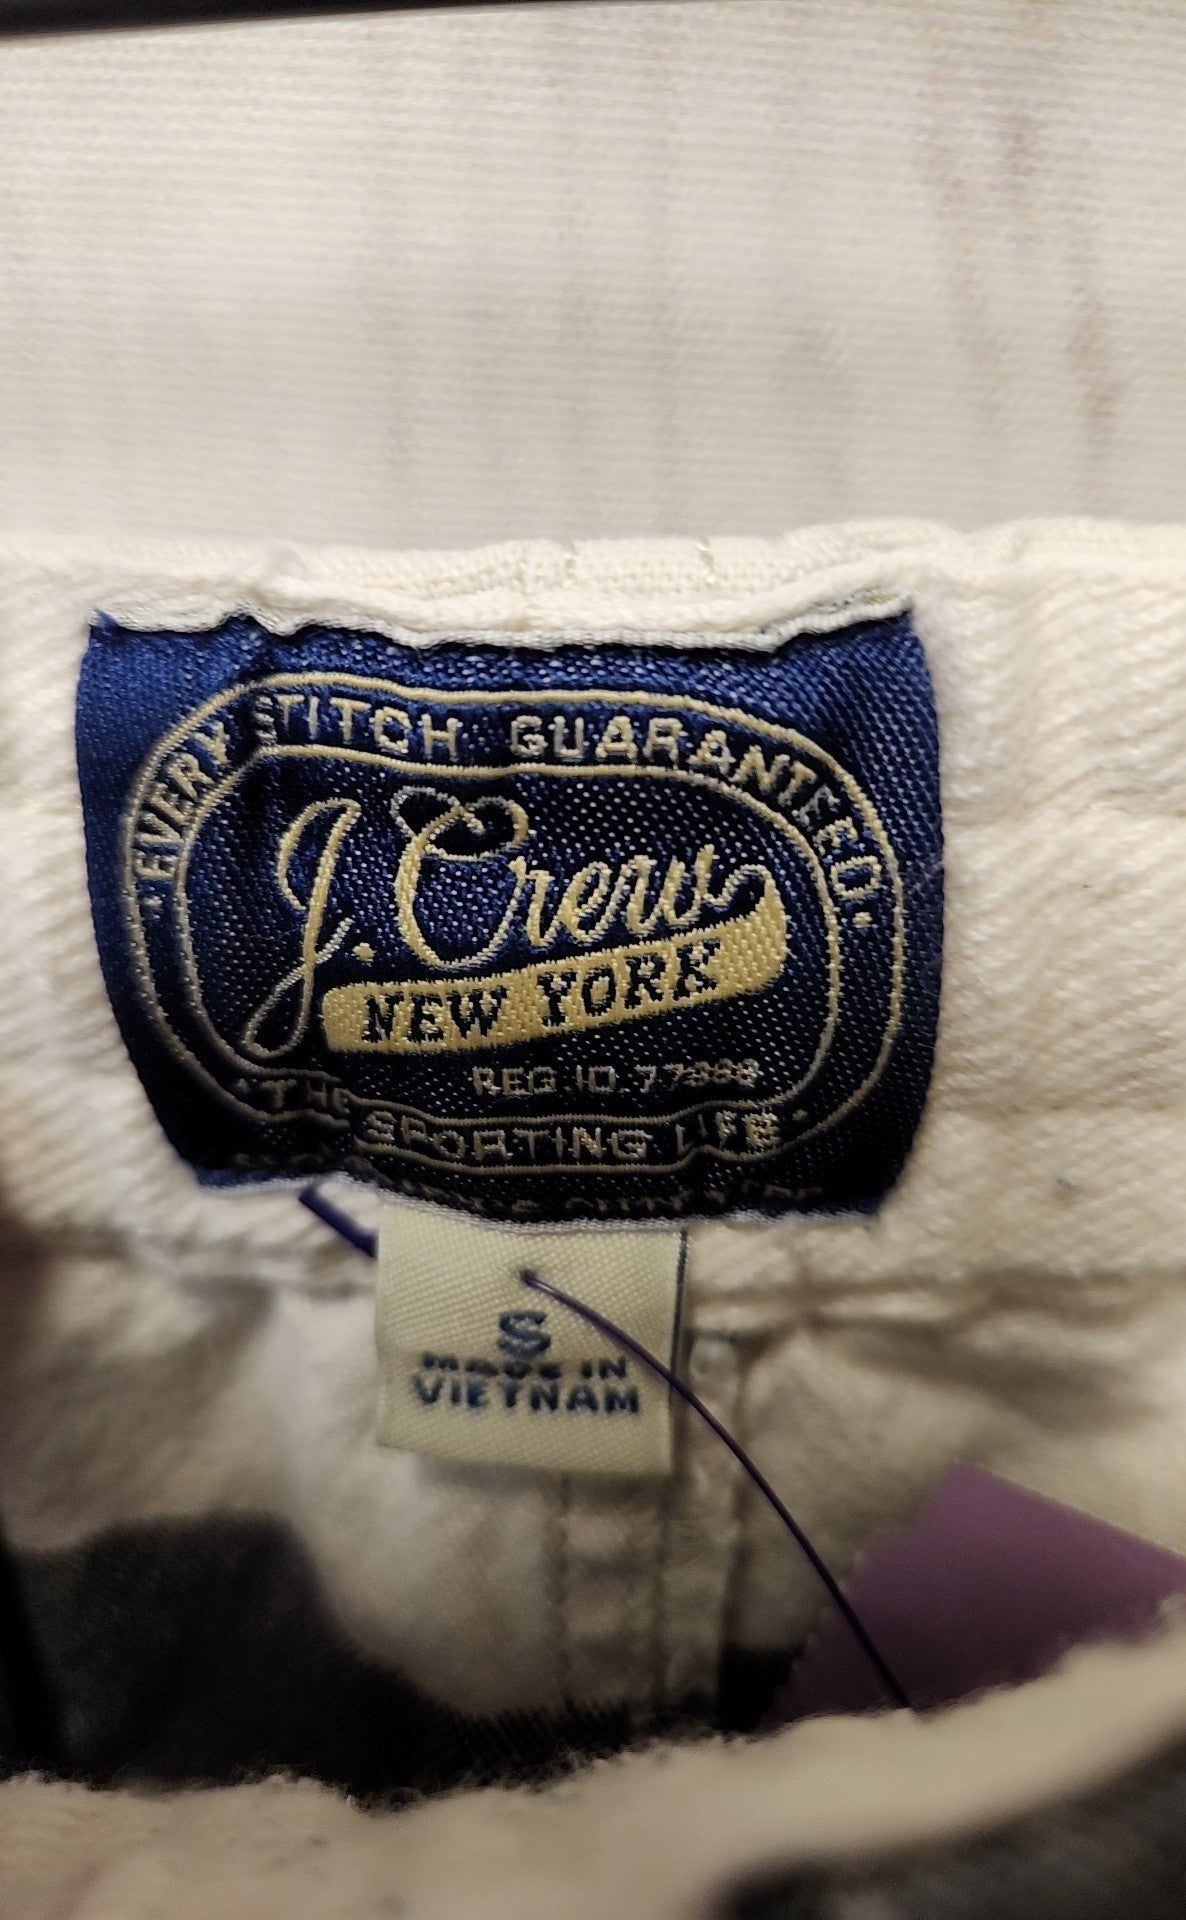 EVERY STITCH GUARANTEED
J. Crew
NEW YORK
REG ID 77388
THE SPORTING LIFE
S
MADE IN
VIETNAM